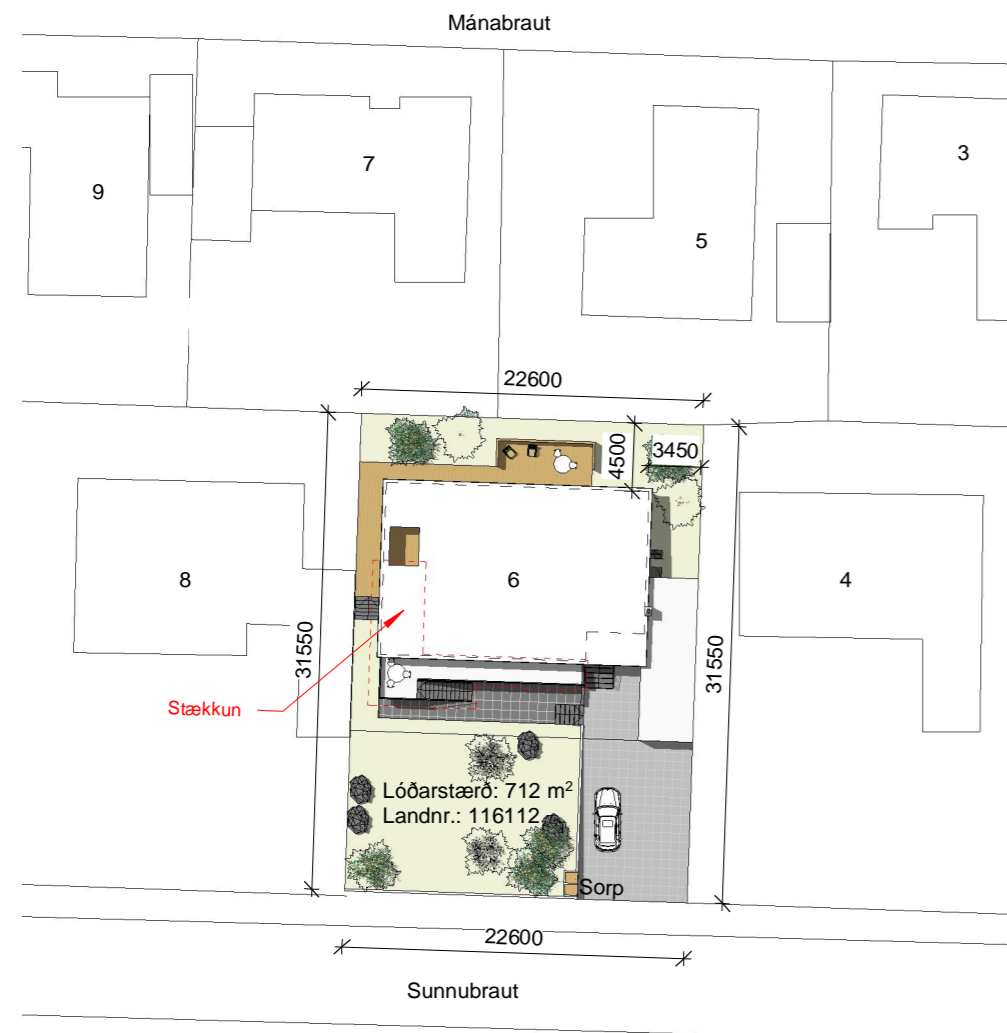 Mánabraut
9
7
5
3
22600
4500
3450
8
6
4
31550
31550
Stækkun
Lóðarstærð: 712 m²
Landnr.: 116112
Sorp
22600
Sunnubraut